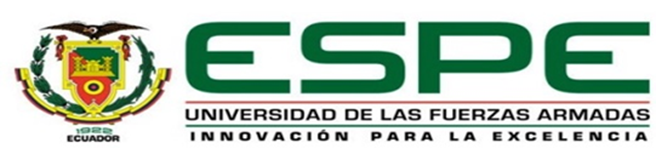 ESPE
UNIVERSIDAD DE LAS FUERZAS ARMADAS
INNOVACIÓN PARA LA EXCELENCIA
1922
ECUADOR